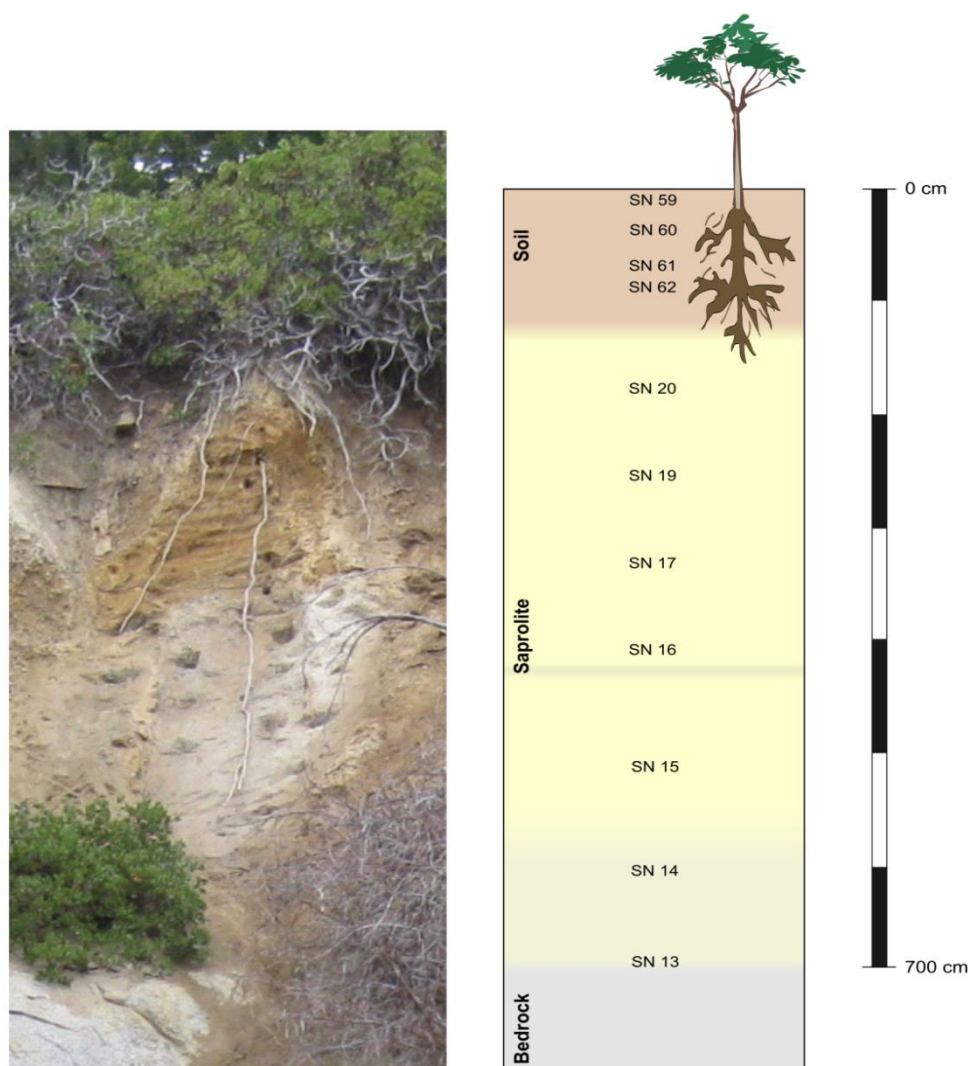 0 cm
SN 59
SN 60
Soil
SN 61
SN 62
SN 20
SN 19
SN 17
Saprolite
SN 16
SN 15
SN 14
SN 13
700 cm
Bedrock